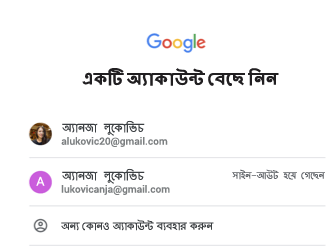 Google
একটি অ্যাকাউন্ট বেছে নিন
অ্যানজা লুকোভিচ
alukovic20@gmail.com
A
অ্যানজা লুকোভিচ সাইন-আউট হয়ে গেছেন
lukovicanja@gmail.com
অন্য কোনও অ্যাকাউন্ট ব্যবহার করুন